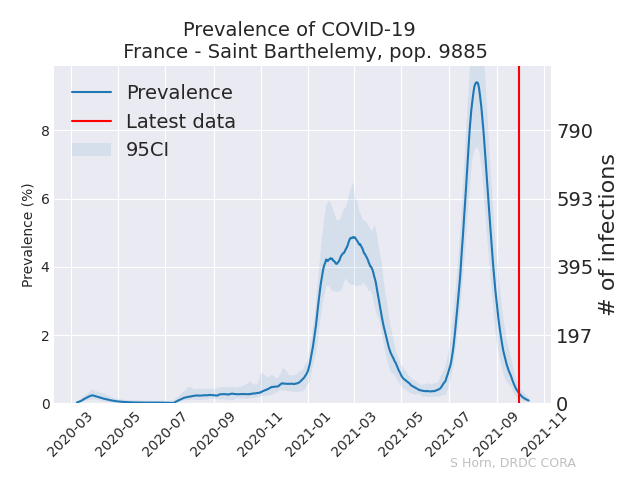 Prevalence of COVID-19
France - Saint Barthelemy, pop. 9885
Prevalence
Latest data
95CI
Prevalence (%)
8
6
4
2
0
790
593
395
197
0
# of infections
2020-03
2020-05
2020-07
2020-09
2020-11
2021-01
2021-03
2021-05
2021-07
2021-09
2021-11
S Horn, DRDC CORA